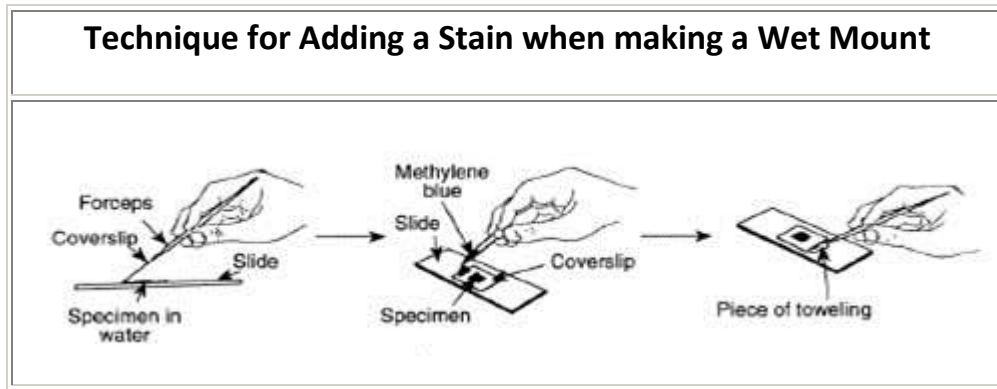 Technique for Adding a Stain when making a Wet Mount
Forceps
Coverslip
Slide
Specimen in
water
Methylene
blue
Slide
Coverslip
Specimen
Piece of toweling